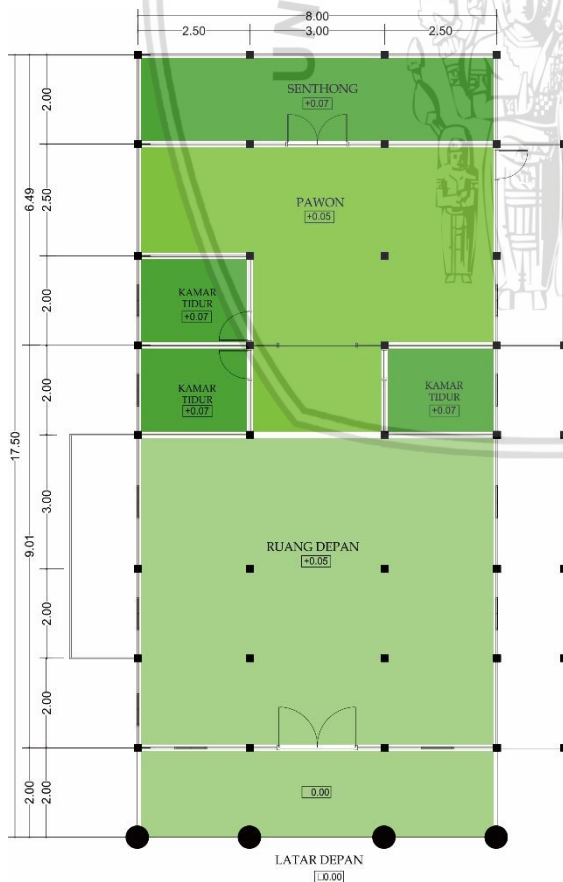 8.00
2.50 3.00 2.50
UN
SENTHONG
+0.07
2.00
PAWON
+0.05
2.50
6.49
KAMAR
TIDUR
+0.07
2.00
KAMAR
TIDUR
+0.07
KAMAR
TIDUR
+0.07
2.00
17.50
3.00
RUANG DEPAN
+0.05
9.01
2.00
2.00
0.00
2.00
2.00
LATAR DEPAN
0.00